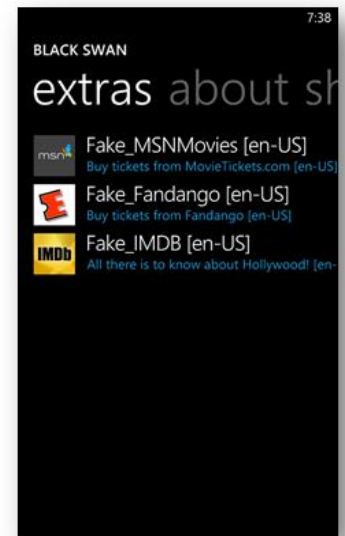 7:38
BLACK SWAN
extras about sh
msn
Fake_MSNMovies [en-US]
Buy tickets from MovieTickets.com [en-US]
Fake_Fandango [en-US]
Buy tickets from Fandango [en-US]
IMDb
Fake_IMDB [en-US]
All there is to know about Hollywood! [en-